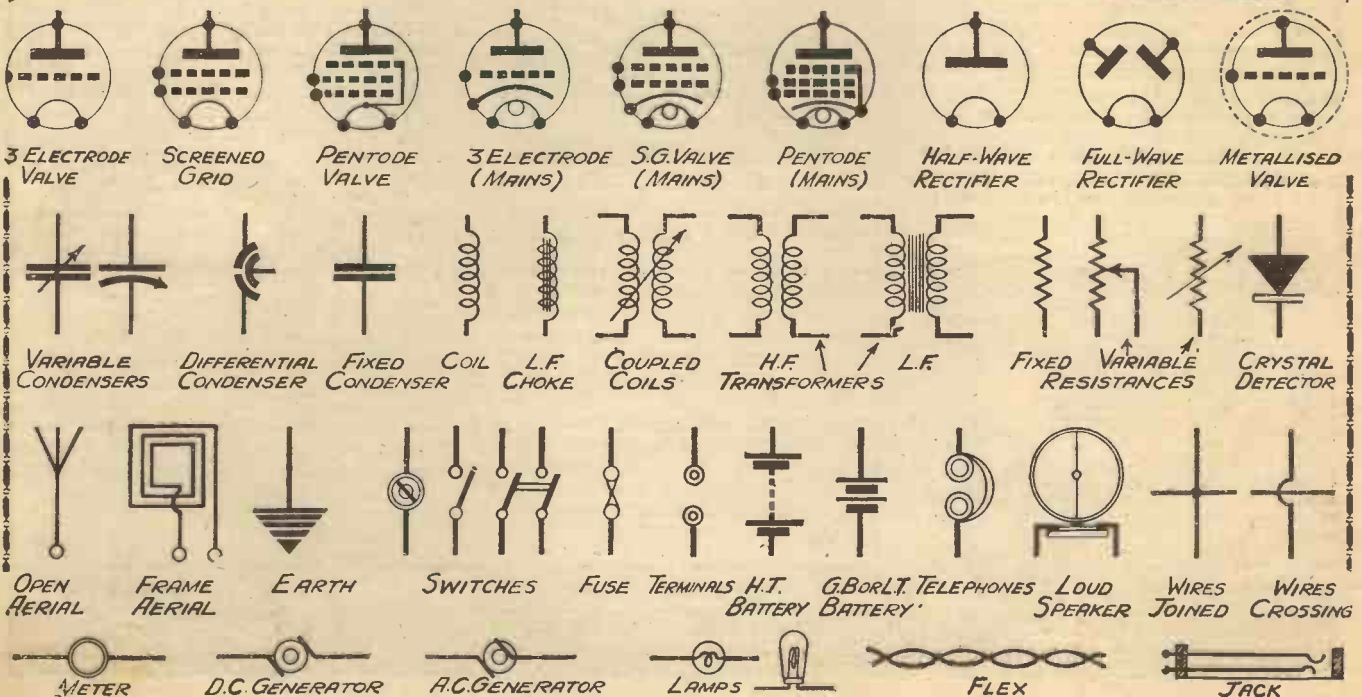 3 ELECTRODE VALVE
SCREENED GRID
PENTODE VALVE
3 ELECTRODE (MAINS)
S.G. VALVE (MAINS)
PENTODE (MAINS)
HALF-WAVE RECTIFIER
FULL-WAVE RECTIFIER
METALLISED VALVE
VARIABLE CONDENSERS
DIFFERENTIAL CONDENSER
FIXED CONDENSER
COIL
L.F. CHOKE
COUPLED COILS
H.F. L.F.
TRANSFORMERS
FIXED VARIABLE
RESISTANCES
CRYSTAL DETECTOR
OPEN AERIAL
FRAME AERIAL
EARTH
SWITCHES
FUSE
TERMINALS
H.T. BATTERY
G.B or L.T. BATTERY
TELEPHONES
LOUD SPEAKER
WIRES JOINED
WIRES CROSSING
METER
D.C. GENERATOR
A.C. GENERATOR
LAMPS
FLEX
JACK